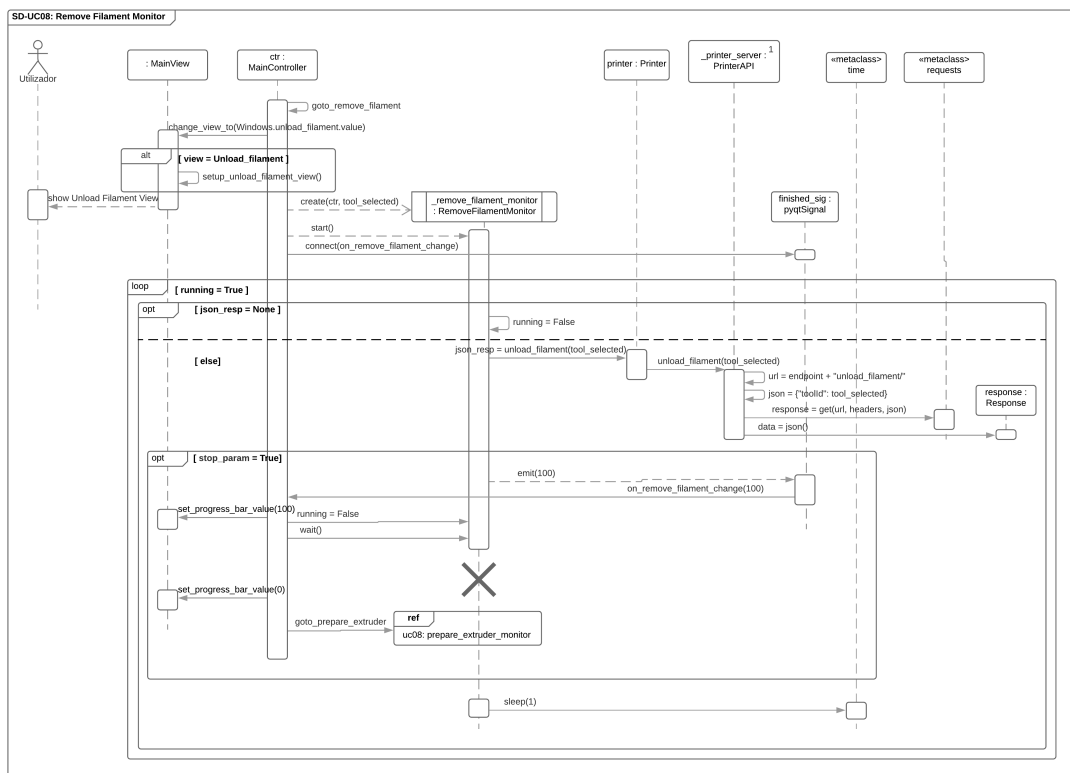 SD-UC08: Remove Filament Monitor
Utilizador
: MainView
ctr :
MainController
printer : Printer
_printer_server :
PrinterAPI
1
«metaclass»
time
«metaclass»
requests
goto_remove_filament
change_view_to(Windows.unload_filament.value)
alt
[ view = Unload_filament ]
setup_unload_filament_view()
show Unload Filament View
create(ctr, tool_selected)
_remove_filament_monitor
: RemoveFilamentMonitor
finished_sig :
pyqtSignal
start()
connect(on_remove_filament_change)
loop
[ running = True ]
opt
[ json_resp = None ]
running = False
[ else]
json_resp = unload_filament(tool_selected)
unload_filament(tool_selected)
url = endpoint + "unload_filament/"
json = {"toolId": tool_selected}
response = get(url, headers, json)
data = json()
response :
Response
opt
[ stop_param = True]
emit(100)
on_remove_filament_change(100)
set_progress_bar_value(100)
running = False
wait()
set_progress_bar_value(0)
goto_prepare_extruder
ref
uc08: prepare_extruder_monitor
sleep(1)